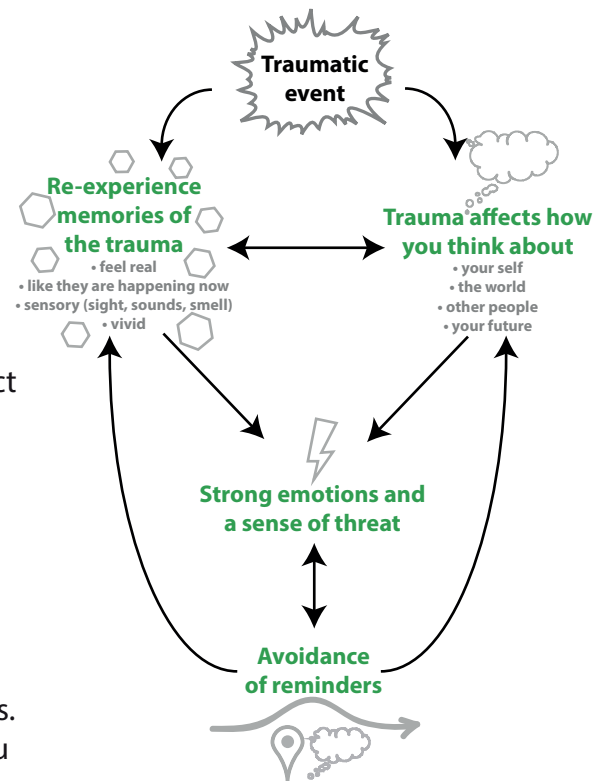 Traumatic
event
Re-experience
memories of
the trauma
• feel real
• like they are happening now
• sensory (sight, sounds, smell)
• vivid
Trauma affects how
you think about
• your self
• the world
• other people
• your future
ct
Strong emotions and
a sense of threat
Avoidance
of reminders
s.
u